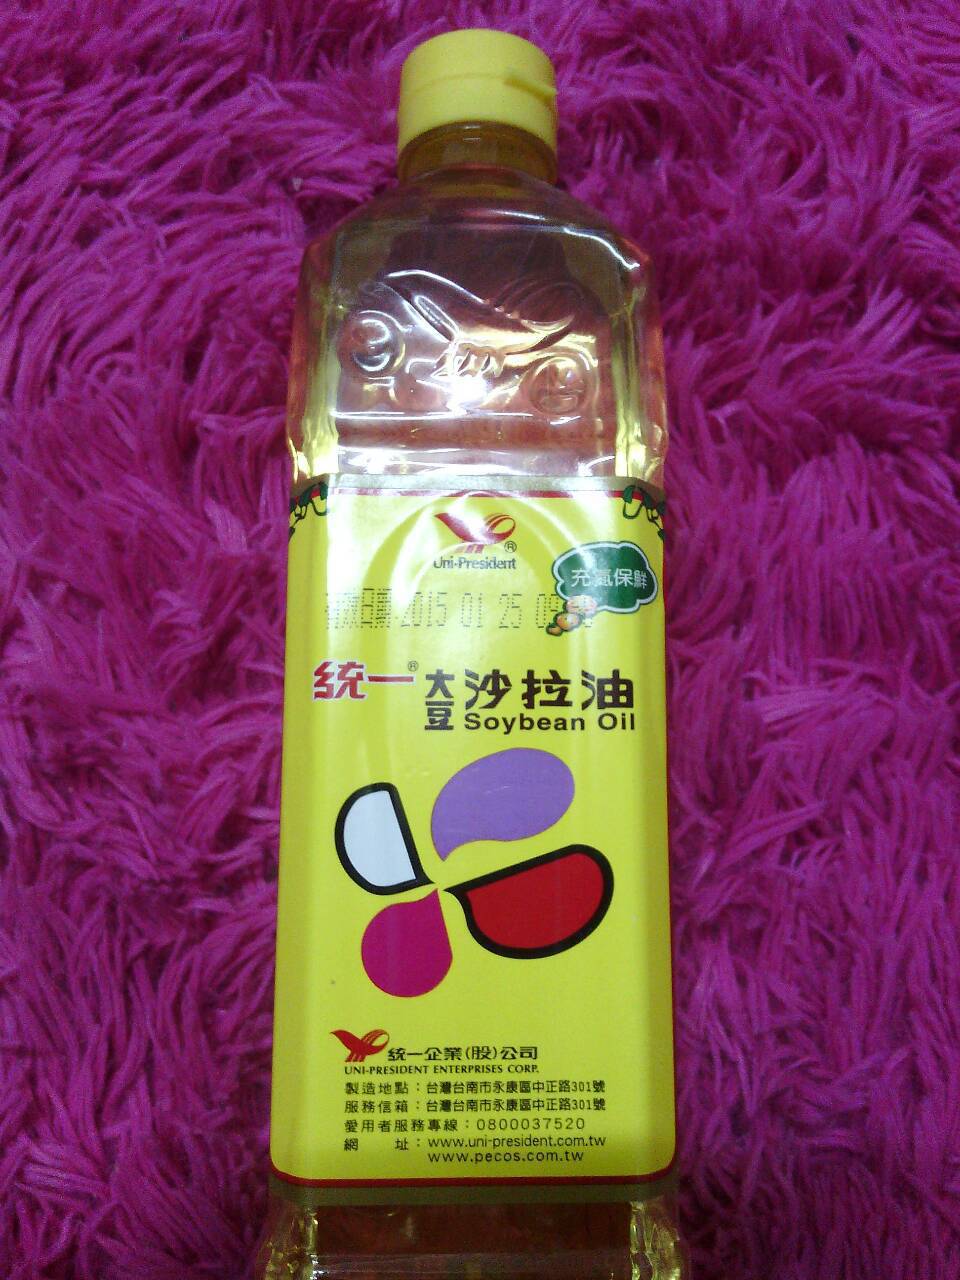 Uni-President®
充氮保鮮
有效日期 2015 01 25
統一® 大豆沙拉油
Soybean Oil
統一企業(股)公司
UNI-PRESIDENT ENTERPRISES CORP.
製造地點：台灣台南市永康區中正路301號
服務信箱：台灣台南市永康區中正路301號
愛用者服務專線：0800037520
網 址：www.uni-president.com.tw
www.pecos.com.tw